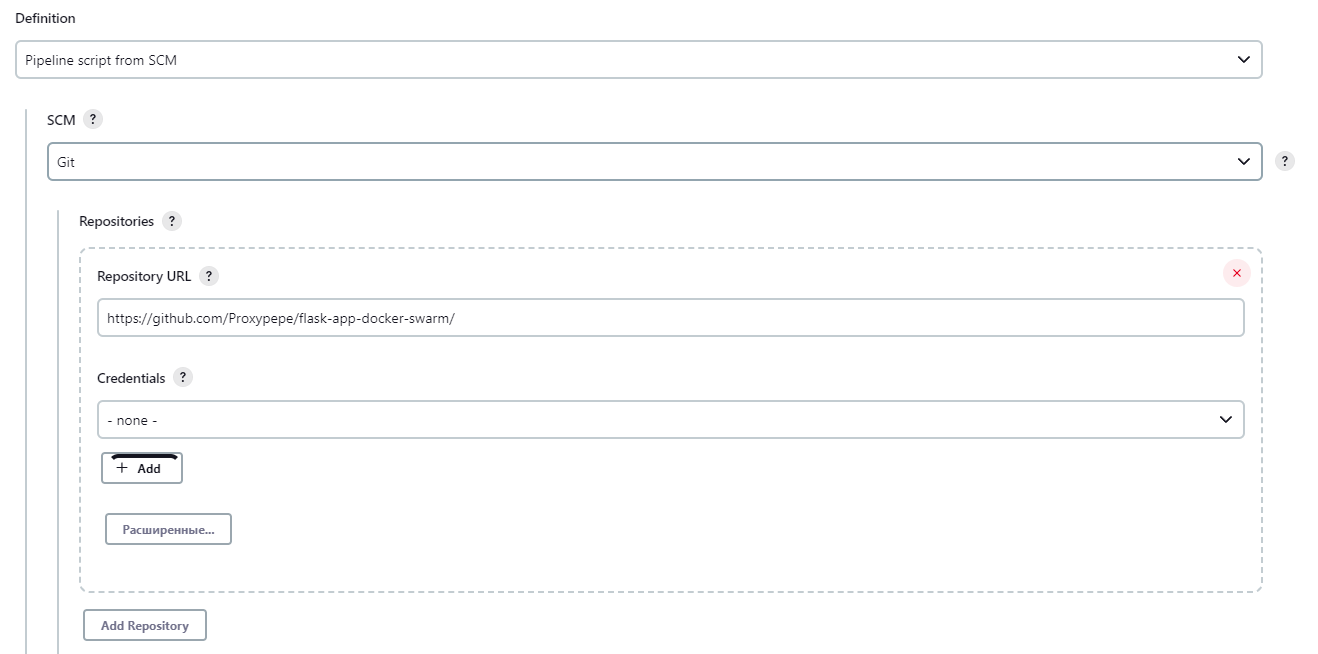 Definition
Pipeline script from SCM
SCM ?
Git
?
Repositories ?
Repository URL ?
https://github.com/Proxypepe/flask-app-docker-swarm/
Credentials ?
- none -
+ Add
Расширенные...
Add Repository